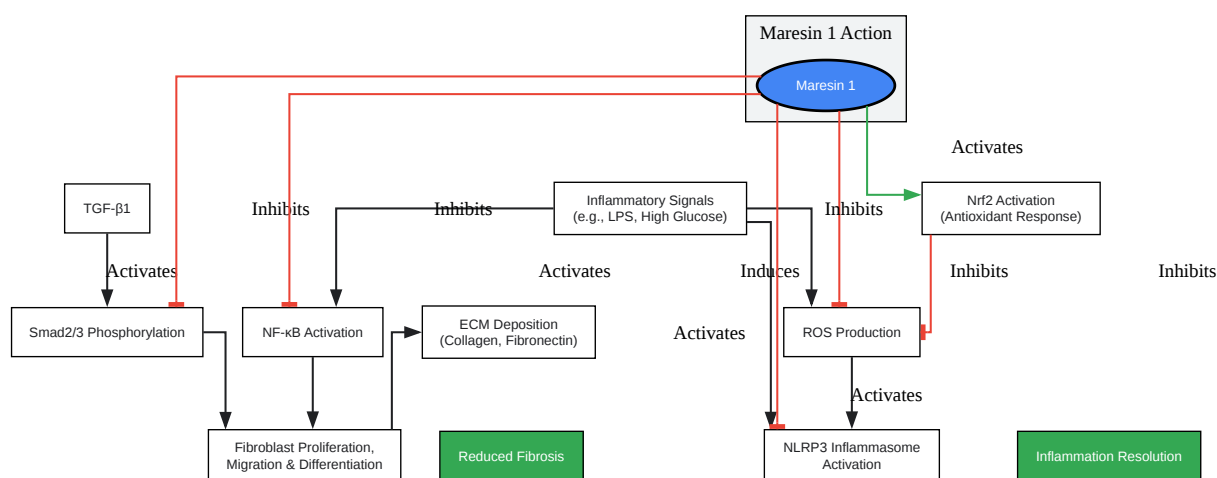 Maresin 1 Action
Maresin 1
Activates
TGF-β1
Inhibits
Inhibits
Inflammatory Signals
(e.g., LPS, High Glucose)
Inhibits
Nrf2 Activation
(Antioxidant Response)
Activates
Activates
Induces
Inhibits
Inhibits
Smad2/3 Phosphorylation
NF-κB Activation
ECM Deposition
(Collagen, Fibronectin)
Activates
ROS Production
Activates
Fibroblast Proliferation,
Migration & Differentiation
Reduced Fibrosis
NLRP3 Inflammasome
Activation
Inflammation Resolution